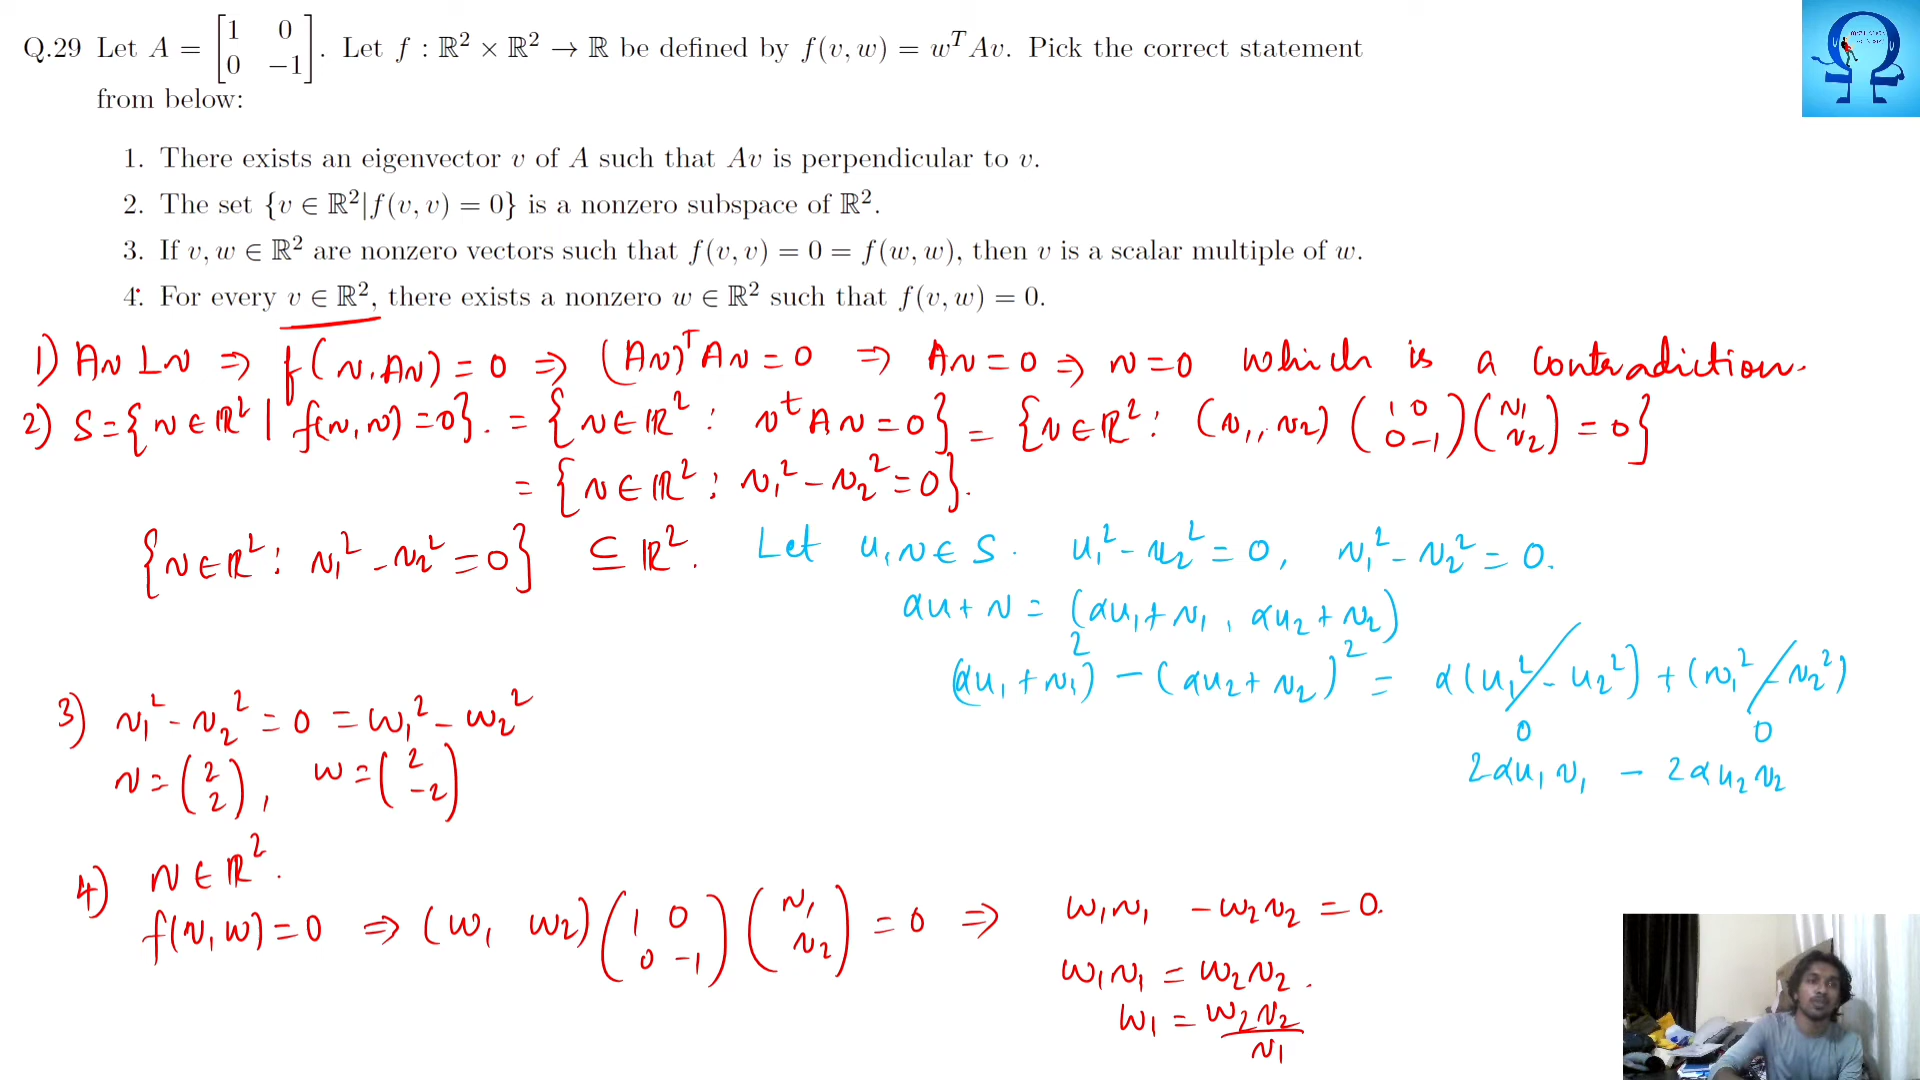 Q.29 Let A = [1 0 0 -1]. Let f : ℝ² × ℝ² → ℝ be defined by f(v, w) = wᵀAv. Pick the correct statement
from below:
1. There exists an eigenvector v of A such that Av is perpendicular to v.
2. The set {v ∈ ℝ²|f(v, v) = 0} is a nonzero subspace of ℝ².
3. If v, w ∈ ℝ² are nonzero vectors such that f(v, v) = 0 = f(w, w), then v is a scalar multiple of w.
4. For every v ∈ ℝ², there exists a nonzero w ∈ ℝ² such that f(v, w) = 0.
1) Av ⊥ v ⇒ f(v, Av) = 0 ⇒ (Av)ᵀ Av = 0 ⇒ Av = 0 ⇒ v = 0 which is a contradiction.
2) S = {v ∈ ℝ² | f(v, v) = 0}. = {v ∈ ℝ² : vᵗAv = 0} = {v ∈ ℝ² : (v₁, v₂) (1 0 0 -1) (v₁ v₂) = 0}
= {v ∈ ℝ² : v₁² - v₂² = 0}.
{v ∈ ℝ² : v₁² - v₂² = 0} ⊆ ℝ². Let u, v ∈ S. u₁² - u₂² = 0, v₁² - v₂² = 0.
αu + v = (αu₁ + v₁, αu₂ + v₂)
(αu₁ + v₁)² - (αu₂ + v₂)² = α(u₁² - u₂²) + (v₁² - v₂²)
0 0
2αu₁v₁ - 2αu₂v₂
3) v₁² - v₂² = 0 = w₁² - w₂²
v = (2 2), w = (2 -2)
4) v ∈ ℝ².
f(v, w) = 0 ⇒ (w₁ w₂) (1 0 0 -1) (v₁ v₂) = 0 ⇒ w₁v₁ - w₂v₂ = 0.
w₁v₁ = w₂v₂.
w₁ = w₂v₂ / v₁